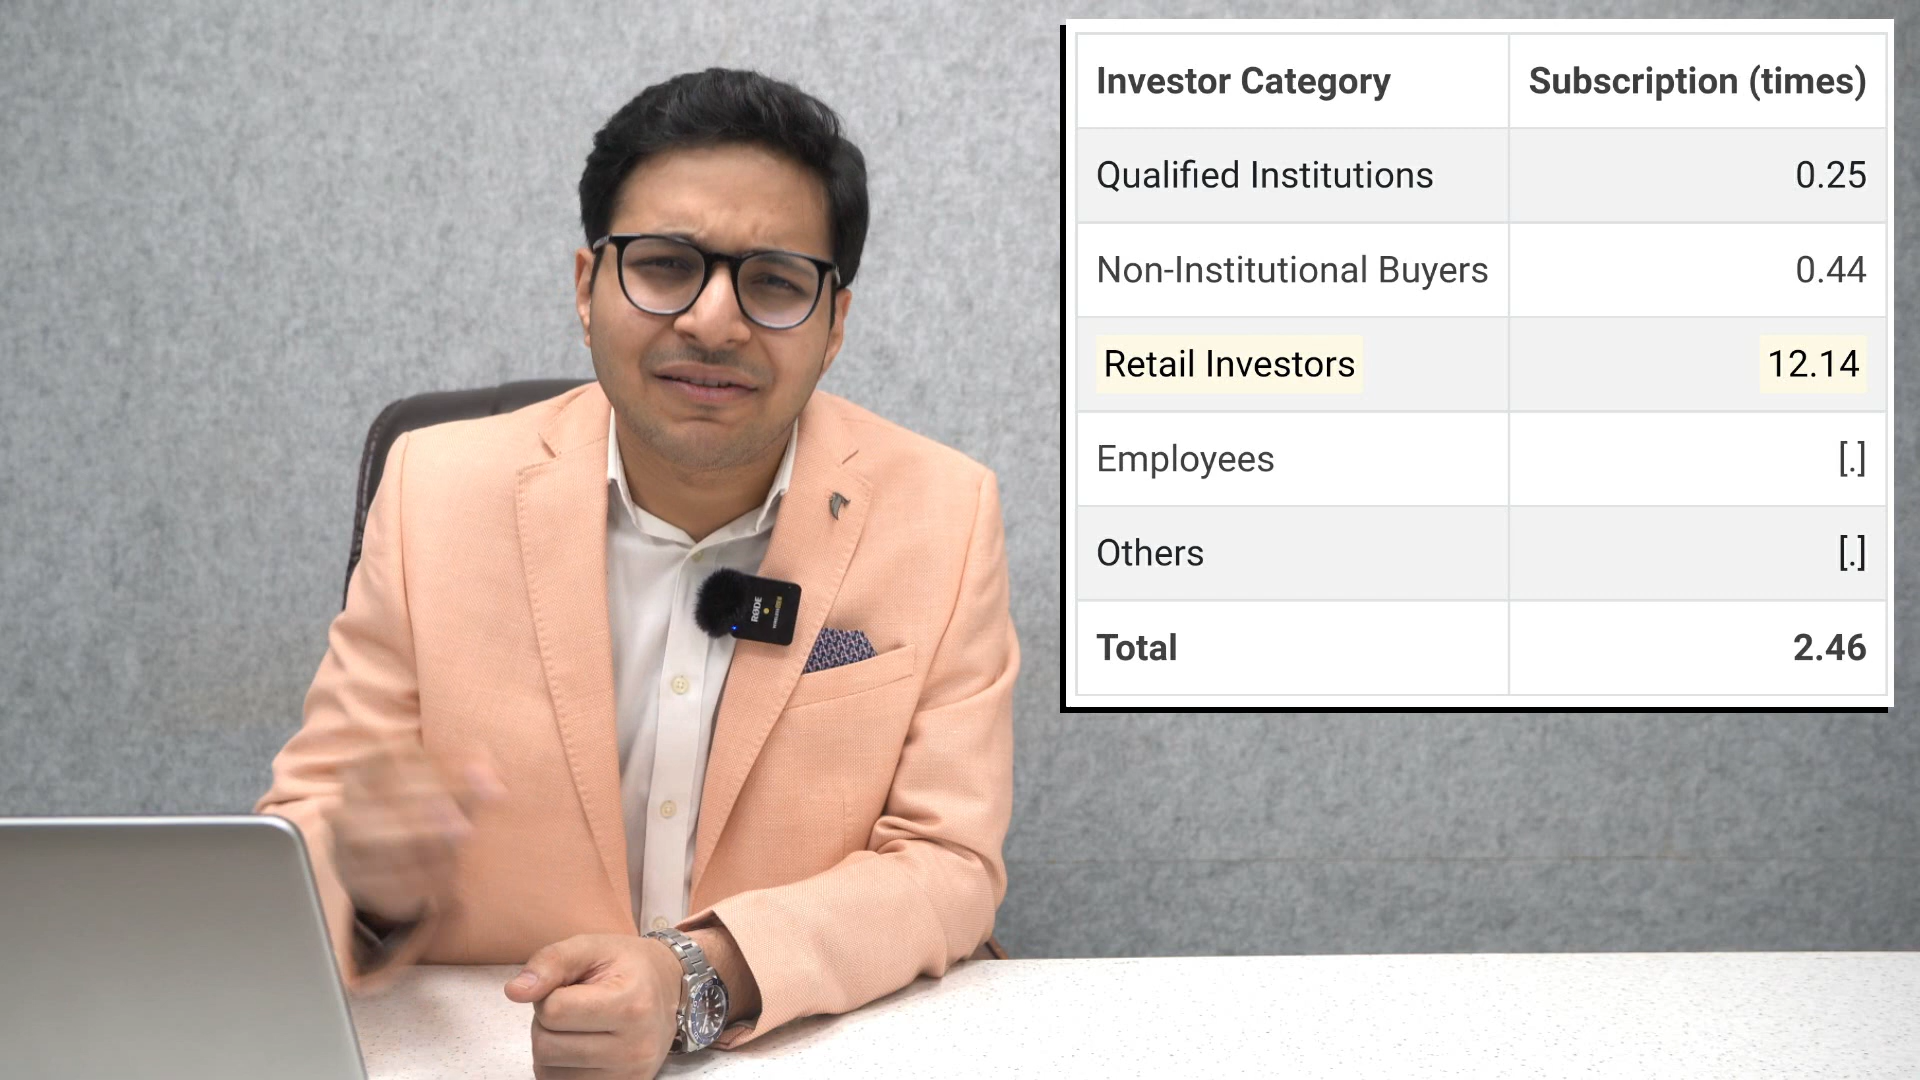 Investor Category Subscription (times)
Qualified Institutions 0.25
Non-Institutional Buyers 0.44
Retail Investors 12.14
Employees [.]
Others [.]
Total 2.46
RØDE